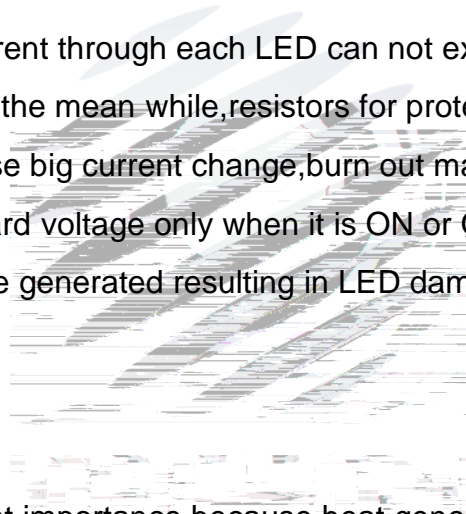 rent through each LED can not ex
the mean while,resistors for prote
se big current change,burn out ma
ard voltage only when it is ON or
e generated resulting in LED dam
t importance because heat gene